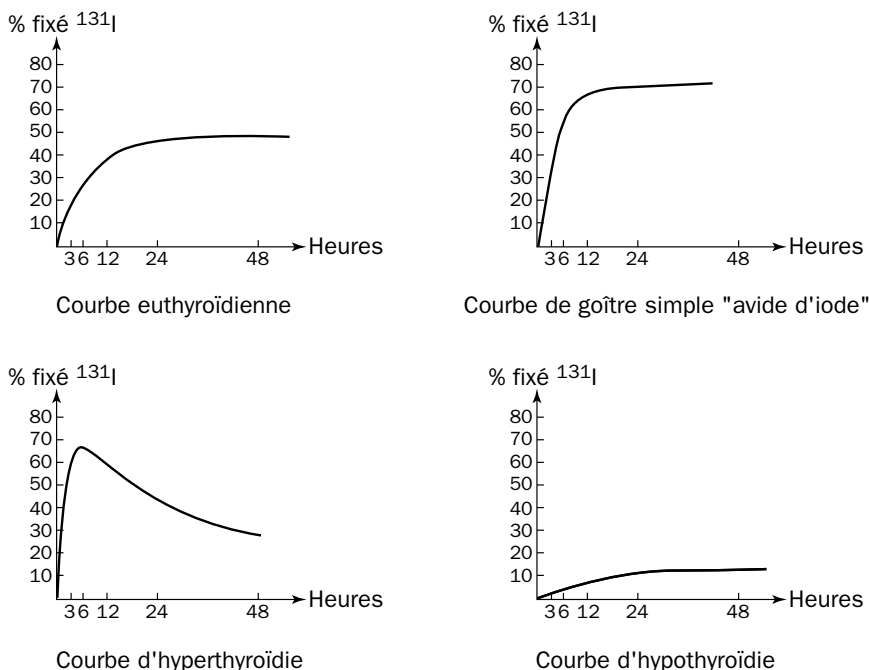 % fixé 131I
80
70
60
50
40
30
20
10
3 6 12 24 48 Heures
Courbe euthyroïdienne
% fixé 131I
80
70
60
50
40
30
20
10
3 6 12 24 48 Heures
Courbe de goître simple "avide d'iode"
% fixé 131I
80
70
60
50
40
30
20
10
3 6 12 24 48 Heures
Courbe d'hyperthyroïdie
% fixé 131I
80
70
60
50
40
30
20
10
3 6 12 24 48 Heures
Courbe d'hypothyroïdie